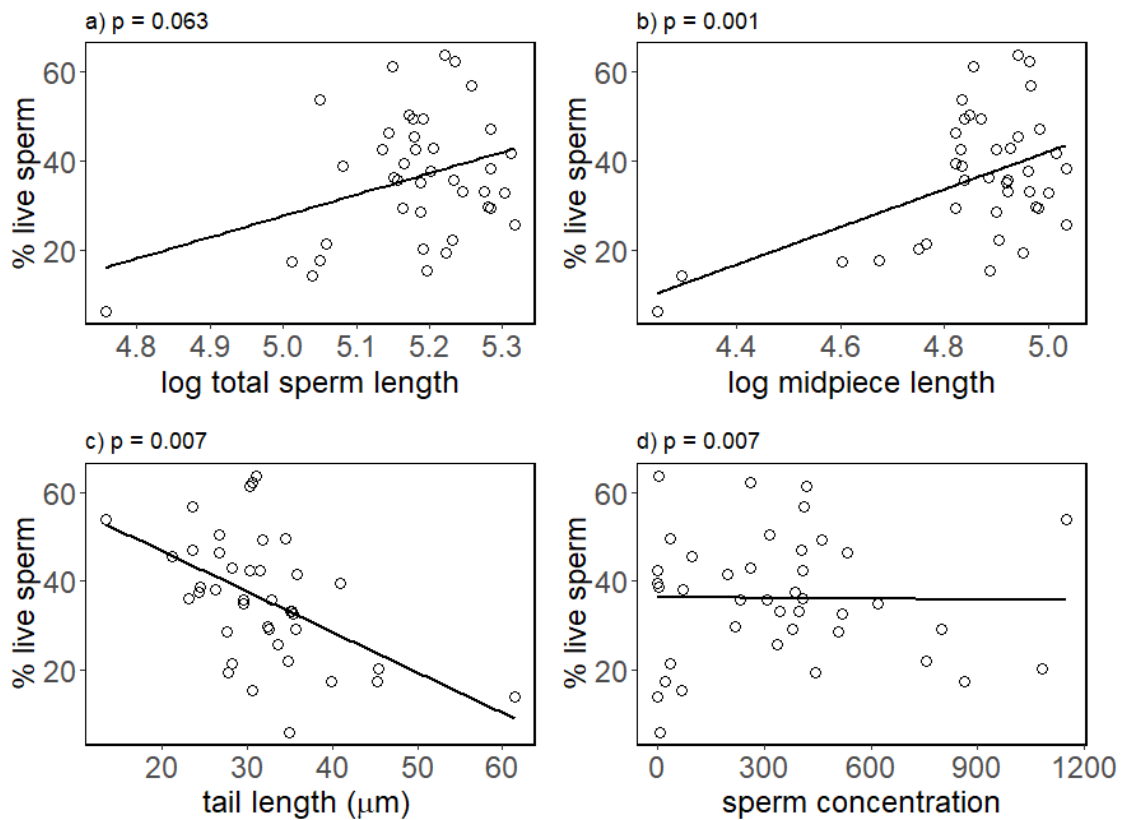 a) p = 0.063
% live sperm
60
40
20
4.8 4.9 5.0 5.1 5.2 5.3
log total sperm length
b) p = 0.001
% live sperm
60
40
20
4.4 4.8 5.0
log midpiece length
c) p = 0.007
% live sperm
60
40
20
20 30 40 50 60
tail length (μm)
d) p = 0.007
% live sperm
60
40
20
0 300 600 900 1200
sperm concentration